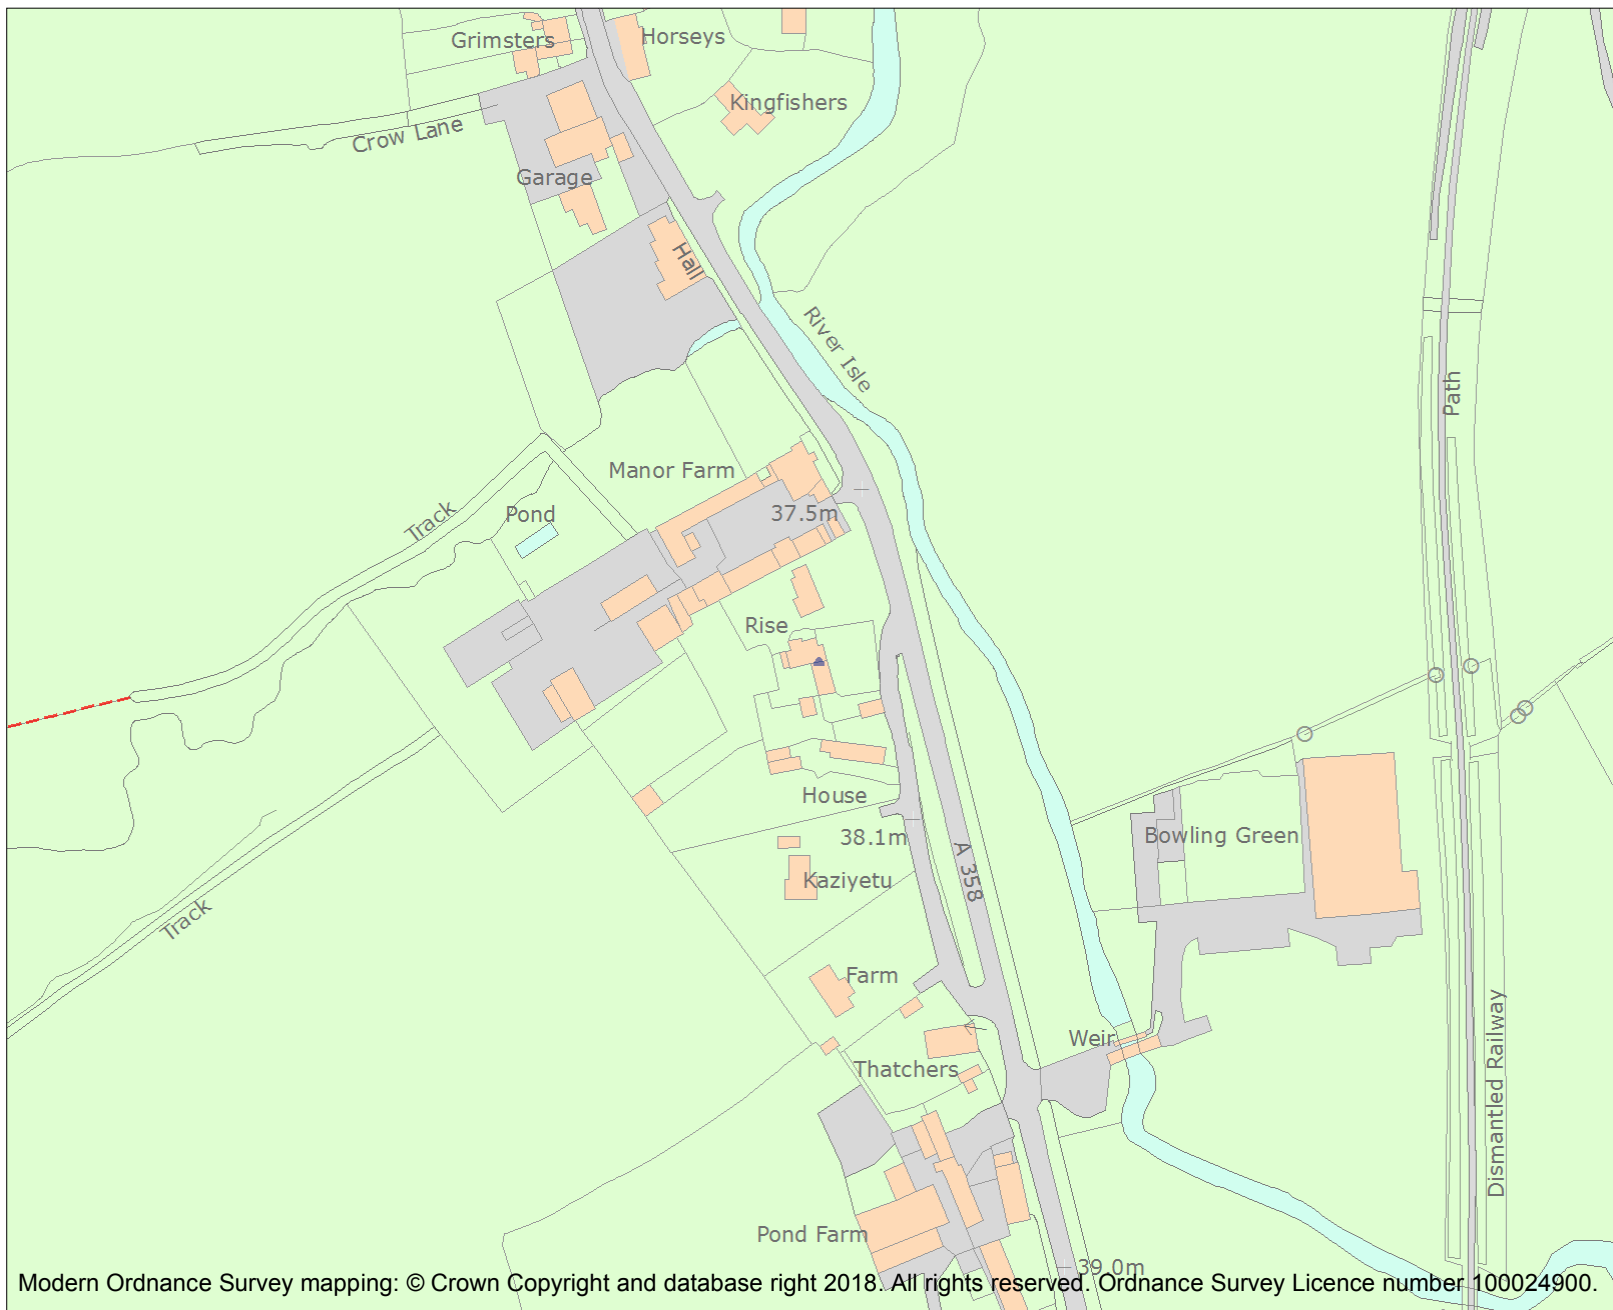 Grimsters
Horseys
Kingfishers
Crow Lane
Garage
Hall
River Isle
Path
Manor Farm
Track
Pond
37.5m
Rise
House
38.1m
Bowling Green
A 358
Kaziyetu
Track
Farm
Weir
Thatchers
Dismantled Railway
Pond Farm
39.0m
Modern Ordnance Survey mapping: © Crown Copyright and database right 2018. All rights reserved. Ordnance Survey Licence number 100024900.